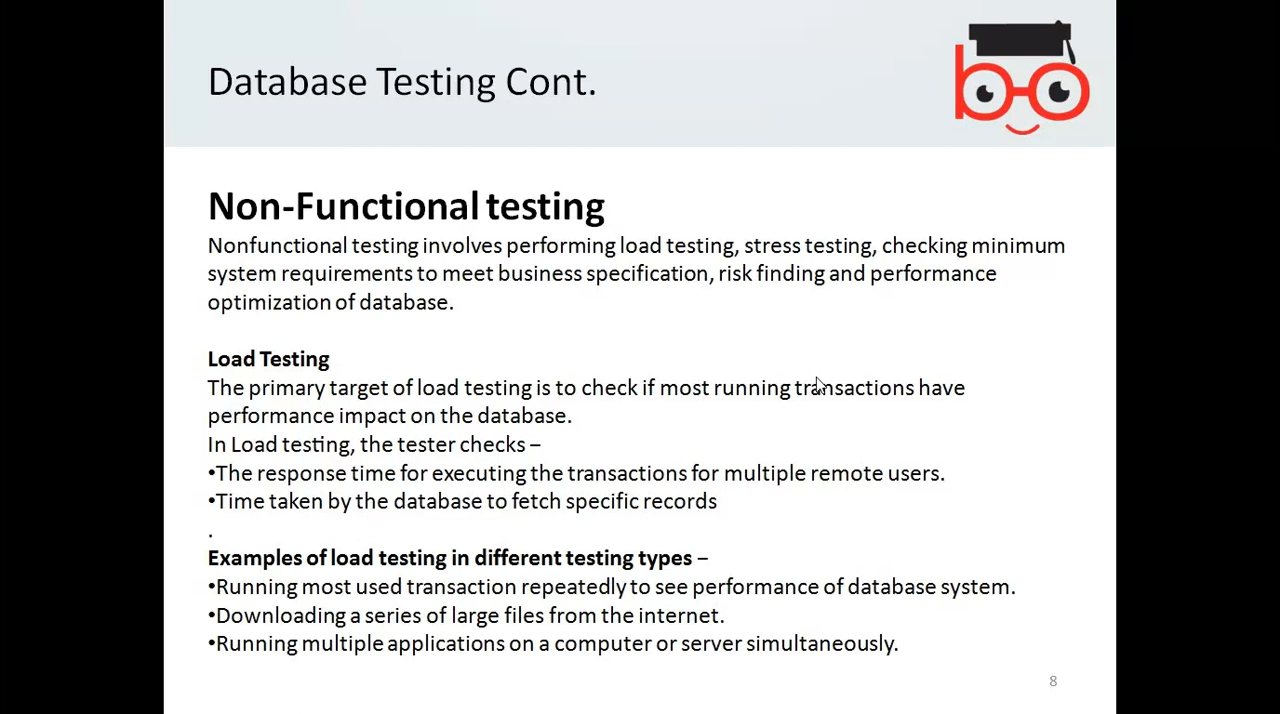 Database Testing Cont.
Non-Functional testing
Nonfunctional testing involves performing load testing, stress testing, checking minimum
system requirements to meet business specification, risk finding and performance
optimization of database.
Load Testing
The primary target of load testing is to check if most running transactions have
performance impact on the database.
In Load testing, the tester checks –
•The response time for executing the transactions for multiple remote users.
•Time taken by the database to fetch specific records
.
Examples of load testing in different testing types –
•Running most used transaction repeatedly to see performance of database system.
•Downloading a series of large files from the internet.
•Running multiple applications on a computer or server simultaneously.
8